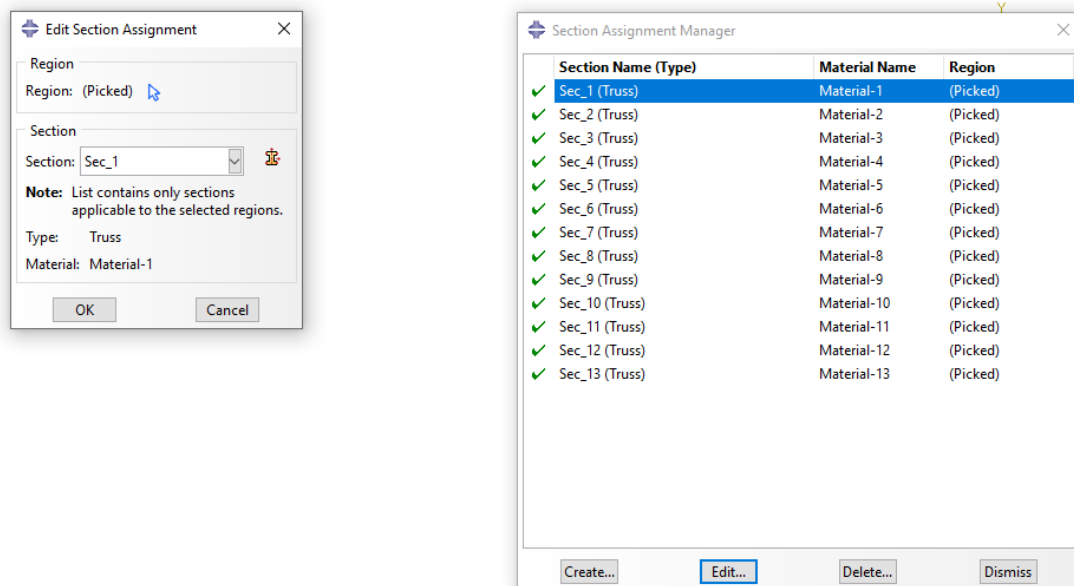 Edit Section Assignment
Region
Region: (Picked)
Section
Section: Sec_1
Note: List contains only sections
applicable to the selected regions.
Type: Truss
Material: Material-1
OK Cancel
Y
Section Assignment Manager
Section Name (Type) Material Name Region
Sec_1 (Truss) Material-1 (Picked)
Sec_2 (Truss) Material-2 (Picked)
Sec_3 (Truss) Material-3 (Picked)
Sec_4 (Truss) Material-4 (Picked)
Sec_5 (Truss) Material-5 (Picked)
Sec_6 (Truss) Material-6 (Picked)
Sec_7 (Truss) Material-7 (Picked)
Sec_8 (Truss) Material-8 (Picked)
Sec_9 (Truss) Material-9 (Picked)
Sec_10 (Truss) Material-10 (Picked)
Sec_11 (Truss) Material-11 (Picked)
Sec_12 (Truss) Material-12 (Picked)
Sec_13 (Truss) Material-13 (Picked)
Create... Edit... Delete... Dismiss